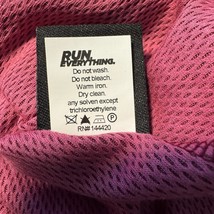 RUN
EVERYTHING.
Do not wash.
Do not bleach.
Warm iron.
Dry clean,
any solven except
trichloroethylene
RN# 144420